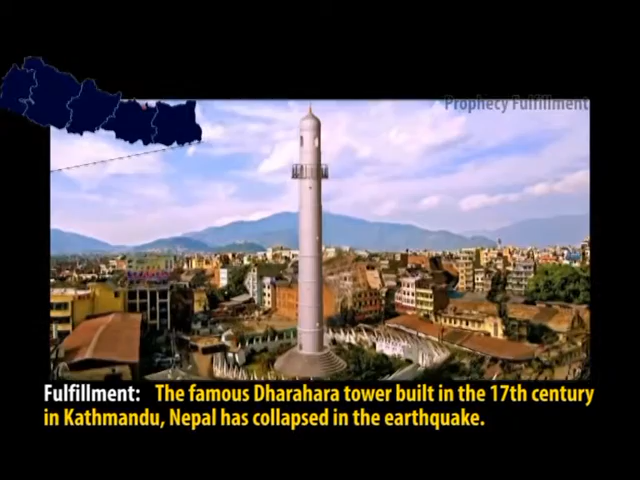 Prophecy Fulfillment
Fulfillment: The famous Dharahara tower built in the 17th century
in Kathmandu, Nepal has collapsed in the earthquake.